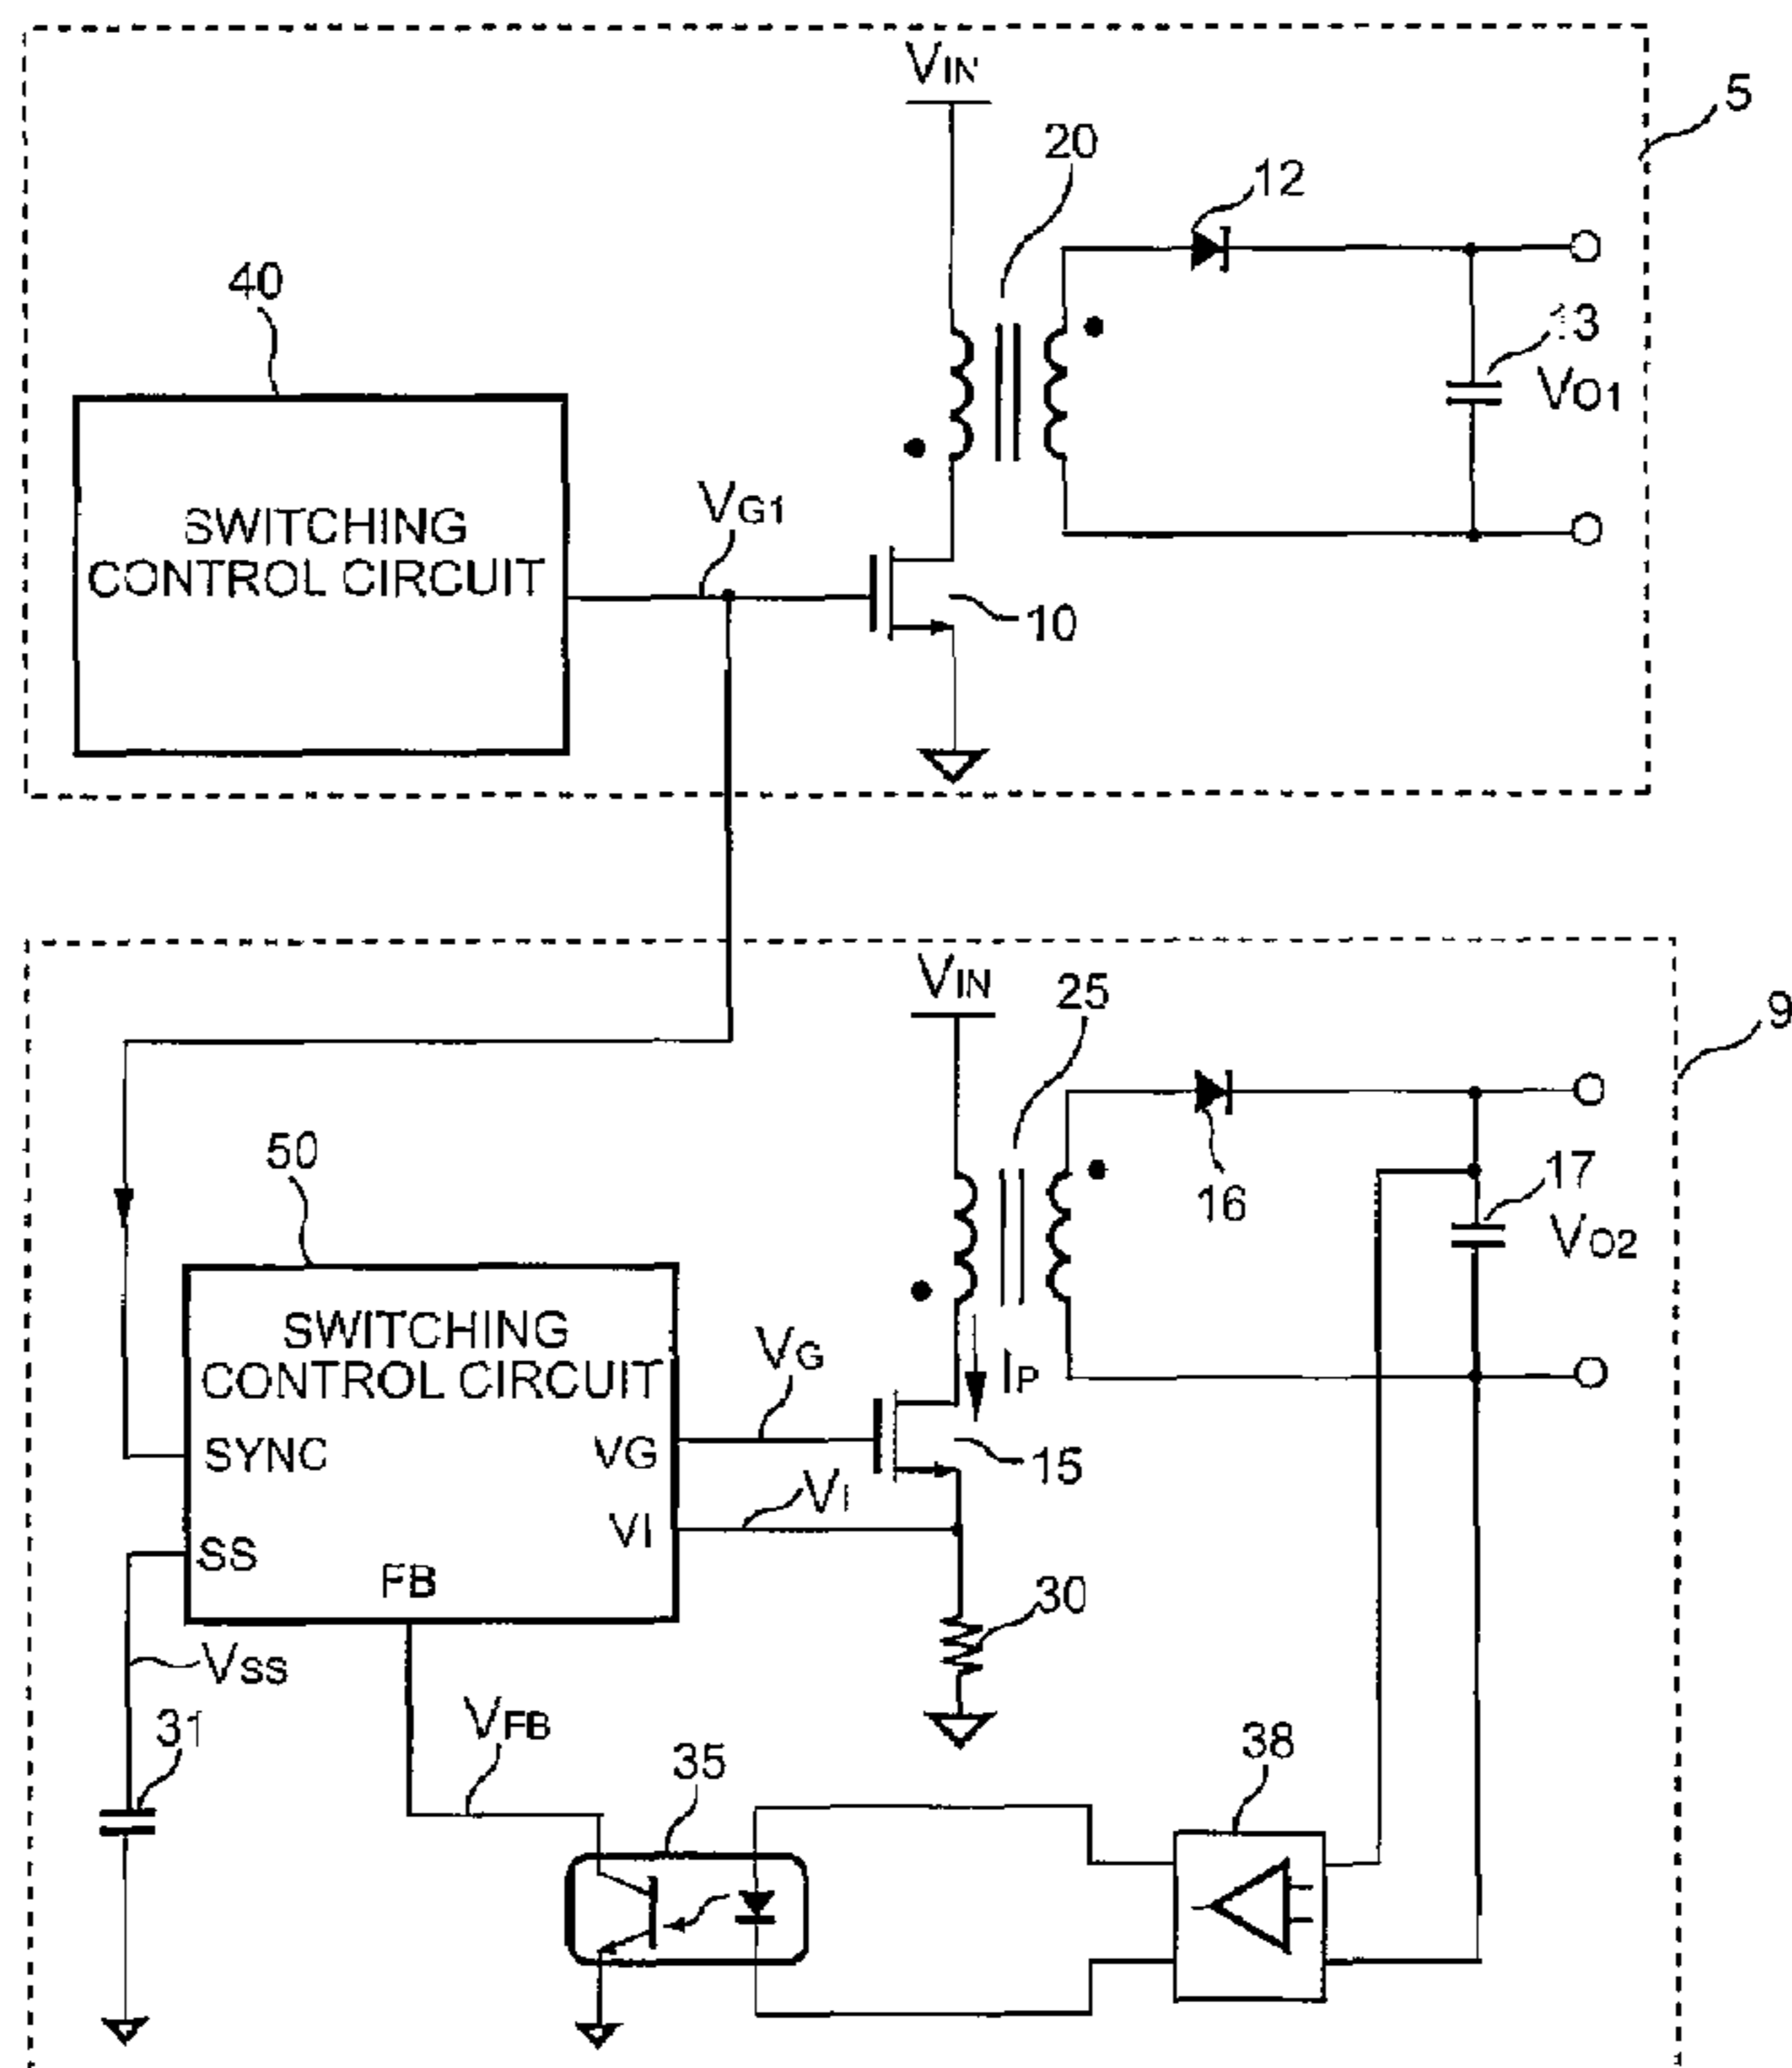 VIN
5
20
12
40
13
VO1
SWITCHING
CONTROL CIRCUIT
VG1
10
VIN
25
9
50
16
17
VO2
SWITCHING
CONTROL CIRCUIT
VG
IP
SYNC
VG
15
VI
VI
SS
FB
30
VSS
31
VFB
35
38